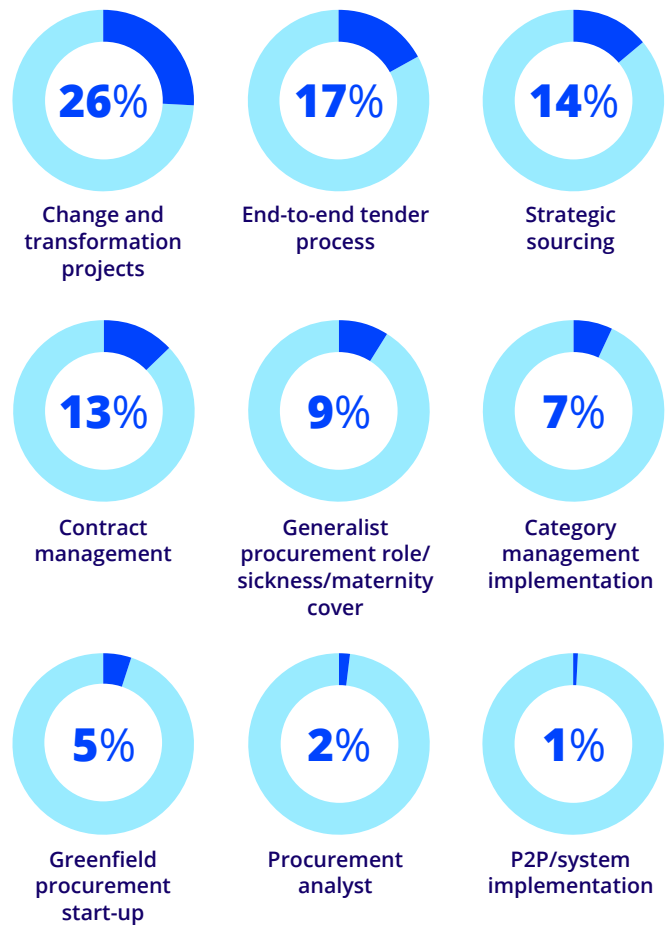 26%
Change and
transformation
projects
17%
End-to-end tender
process
14%
Strategic
sourcing
13%
Contract
management
9%
Generalist
procurement role/
sickness/maternity
cover
7%
Category
management
implementation
5%
Greenfield
procurement
start-up
2%
Procurement
analyst
1%
P2P/system
implementation